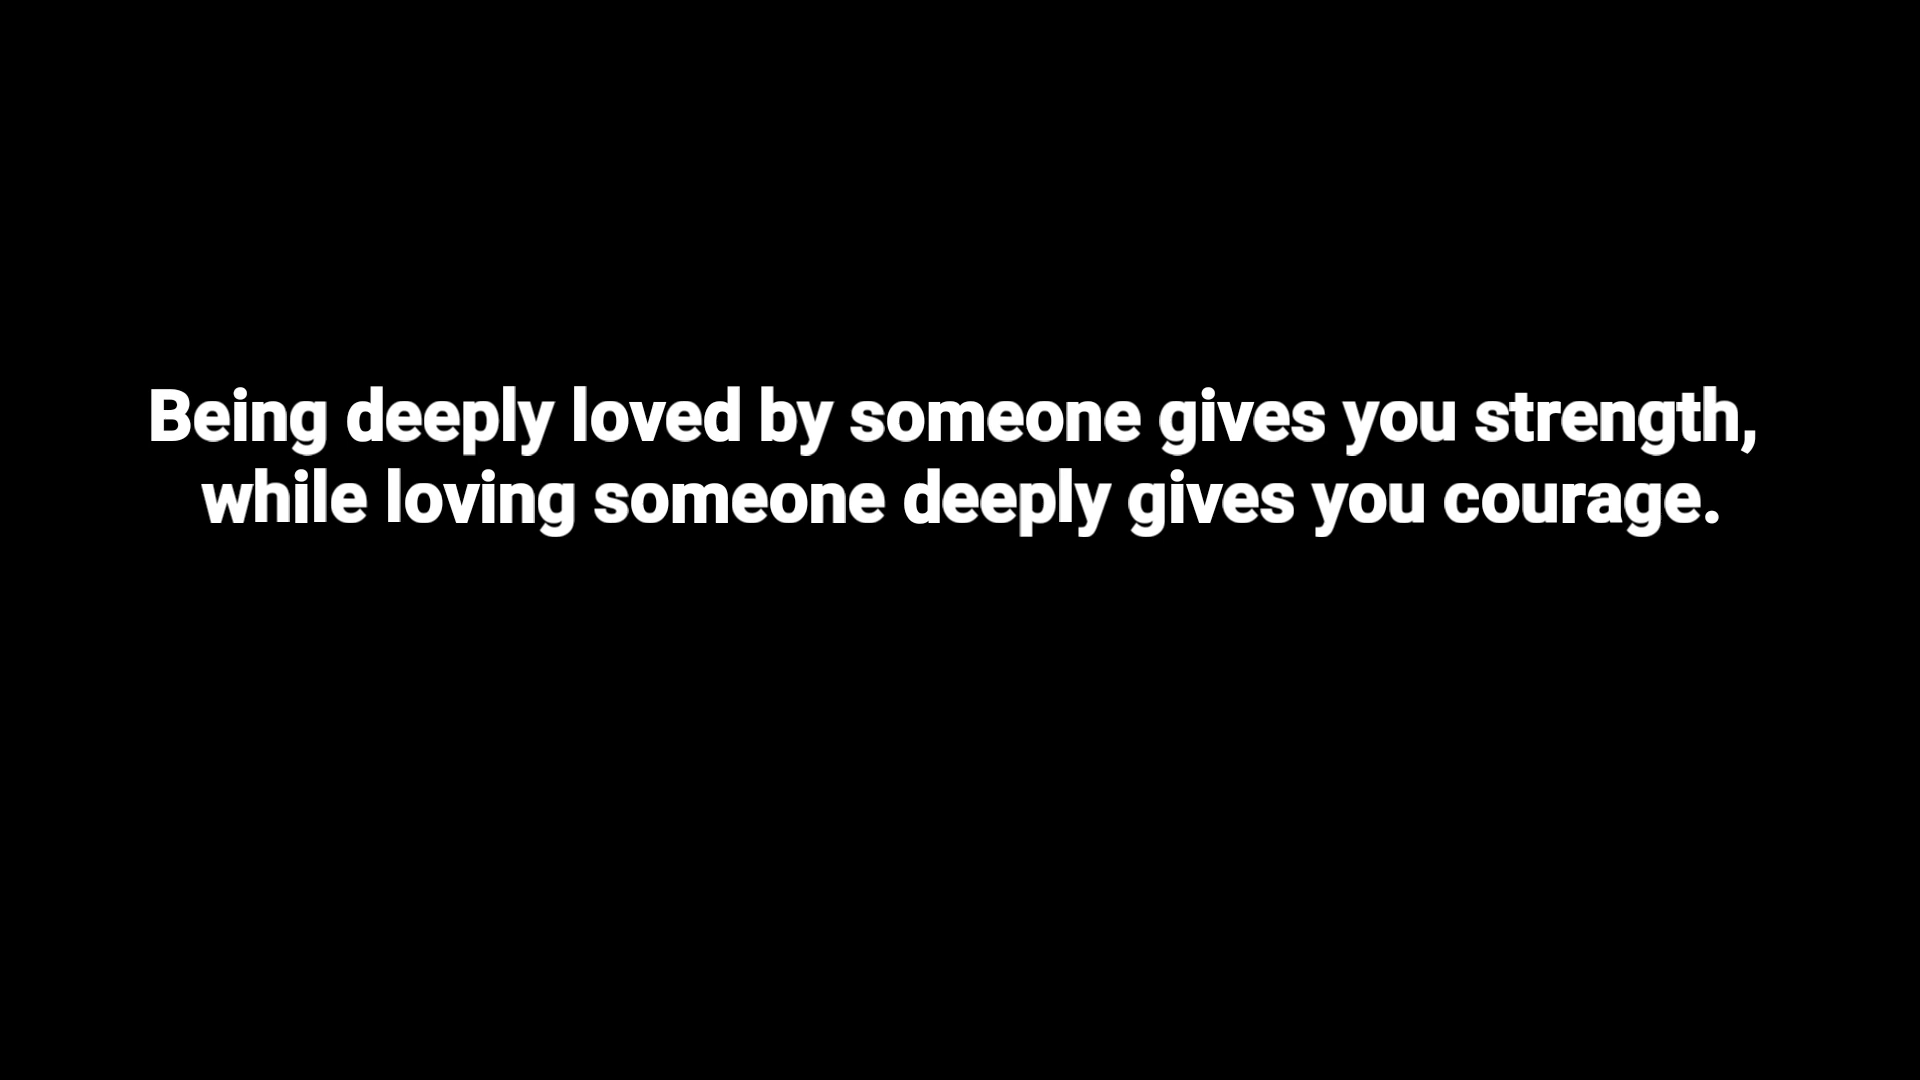 Being deeply loved by someone gives you strength,
while loving someone deeply gives you courage.